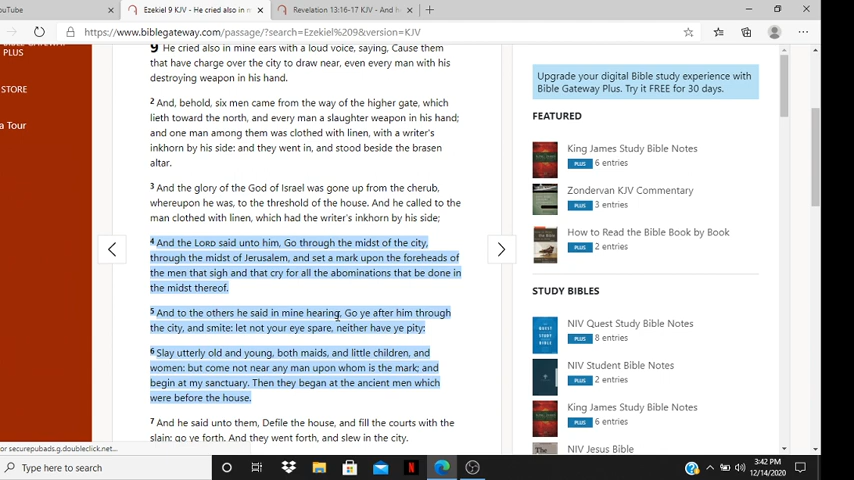 ouTube
Ezekiel 9 KJV - He cried also in m
Revelation 13:16-17 KJV - And h
https://www.biblegateway.com/passage/?search=Ezekiel%209&version=KJV
PLUS
STORE
a Tour
9 He cried also in mine ears with a loud voice, saying, Cause them
that have charge over the city to draw near, even every man with his
destroying weapon in his hand.
2 And, behold, six men came from the way of the higher gate, which
lieth toward the north, and every man a slaughter weapon in his hand;
and one man among them was clothed with linen, with a writer's
inkhorn by his side: and they went in, and stood beside the brasen
altar.
3 And the glory of the God of Israel was gone up from the cherub,
whereupon he was, to the threshold of the house. And he called to the
man clothed with linen, which had the writer's inkhorn by his side;
4 And the LORD said unto him, Go through the midst of the city,
through the midst of Jerusalem, and set a mark upon the foreheads of
the men that sigh and that cry for all the abominations that be done in
the midst thereof.
5 And to the others he said in mine hearing, Go ye after him through
the city, and smite: let not your eye spare, neither have ye pity:
6 Slay utterly old and young, both maids, and little children, and
women: but come not near any man upon whom is the mark; and
begin at my sanctuary. Then they began at the ancient men which
were before the house.
7 And he said unto them, Defile the house, and fill the courts with the
slain: go ye forth. And they went forth, and slew in the city.
Upgrade your digital Bible study experience with
Bible Gateway Plus. Try it FREE for 30 days.
FEATURED
King James Study Bible Notes
PLUS 6 entries
Zondervan KJV Commentary
PLUS 3 entries
How to Read the Bible Book by Book
PLUS 2 entries
STUDY BIBLES
NIV Quest Study Bible Notes
PLUS 8 entries
NIV Student Bible Notes
PLUS 2 entries
King James Study Bible Notes
PLUS 6 entries
NIV Jesus Bible
or securepubads.g.doubleclick.net...
Type here to search
3:42 PM
12/14/2020